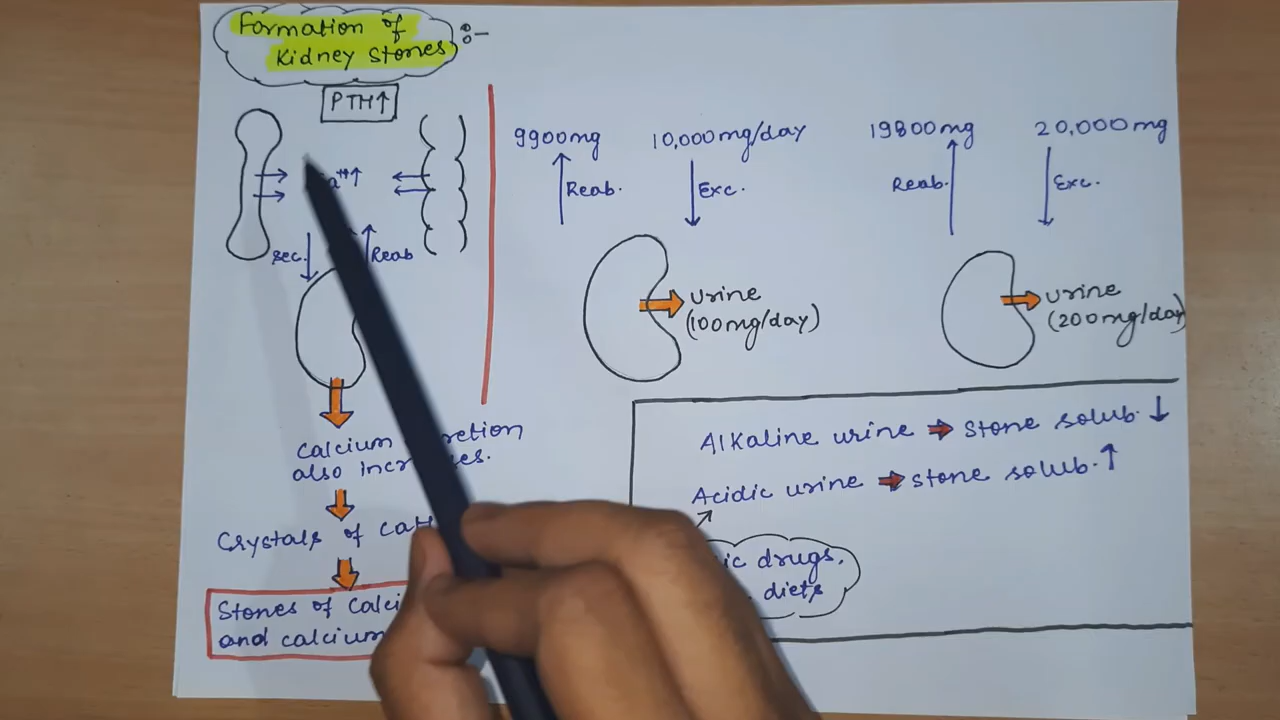 Formation of
Kidney Stones :-
PTH↑
a++↑
sec.
Reab
Calcium
also
Crystals of Ca++
Stones of
and calcium
9900mg
10,000mg/day
Reab.
Exc.
urine
(100mg/day)
19800mg
20,000mg
Reab.
Exc.
urine
(200mg/day)
Alkaline urine → stone solub. ↓
Acidic urine → stone solub. ↑
drugs,
diets